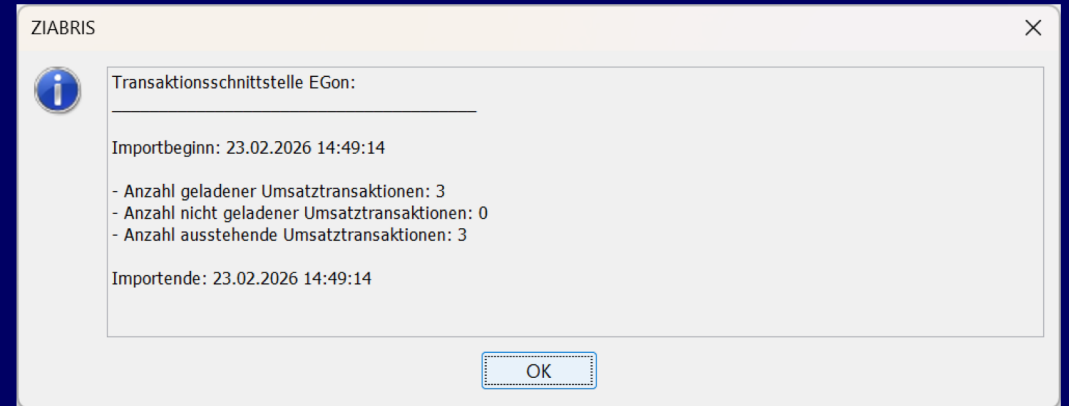 ZIABRIS
Transaktionsschnittstelle EGon:
Importbeginn: 23.02.2026 14:49:14
- Anzahl geladener Umsatztransaktionen: 3
- Anzahl nicht geladener Umsatztransaktionen: 0
- Anzahl ausstehende Umsatztransaktionen: 3
Importende: 23.02.2026 14:49:14
OK